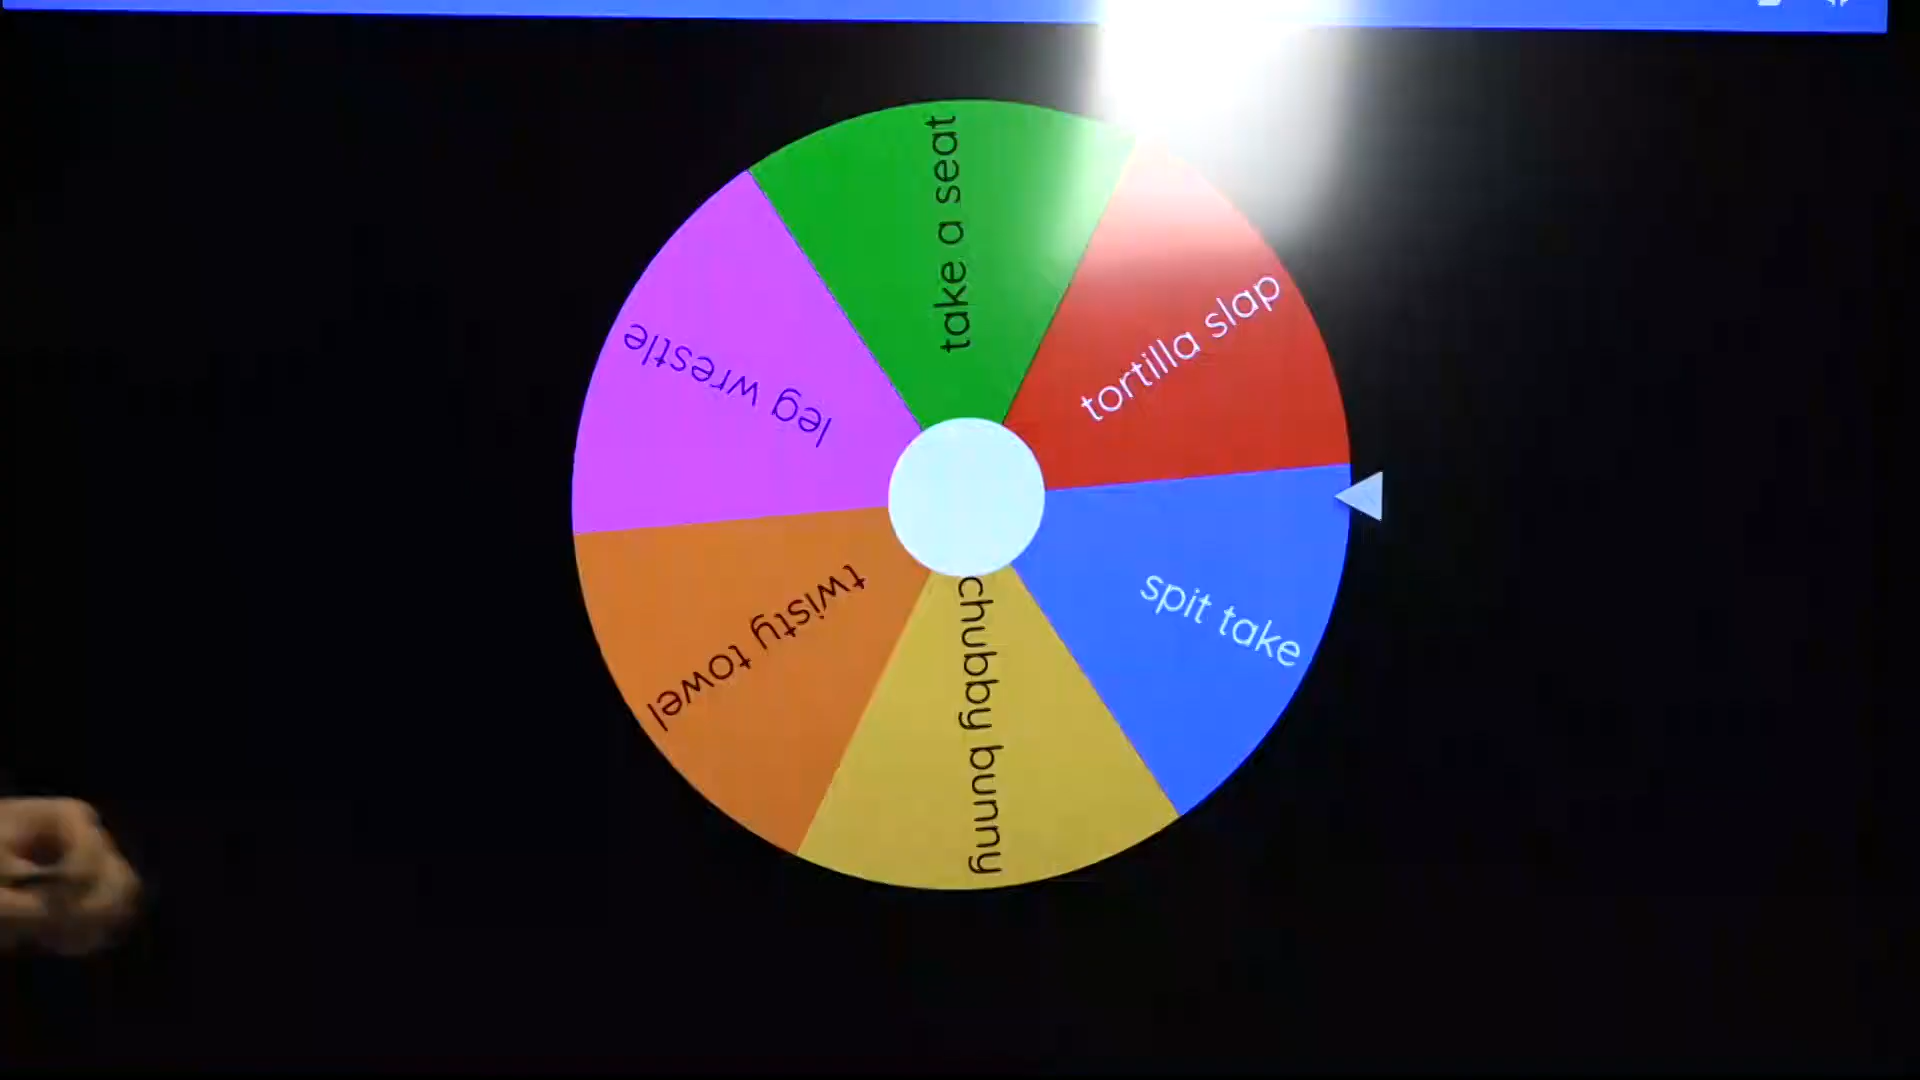 take a seat
tortilla slap
leg wrestle
spit take
twisty towel
chubby bunny